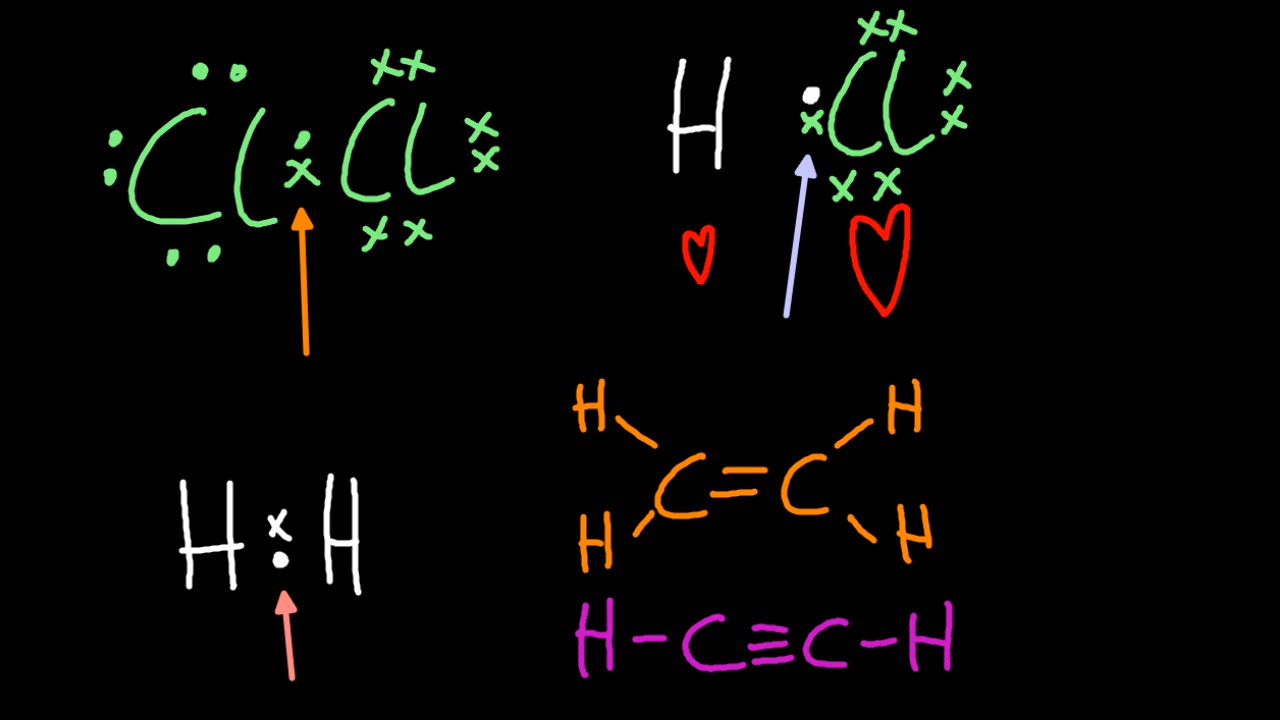 Cl Cl
H Cl
H H
H H
C=C
H H
H-C≡C-H